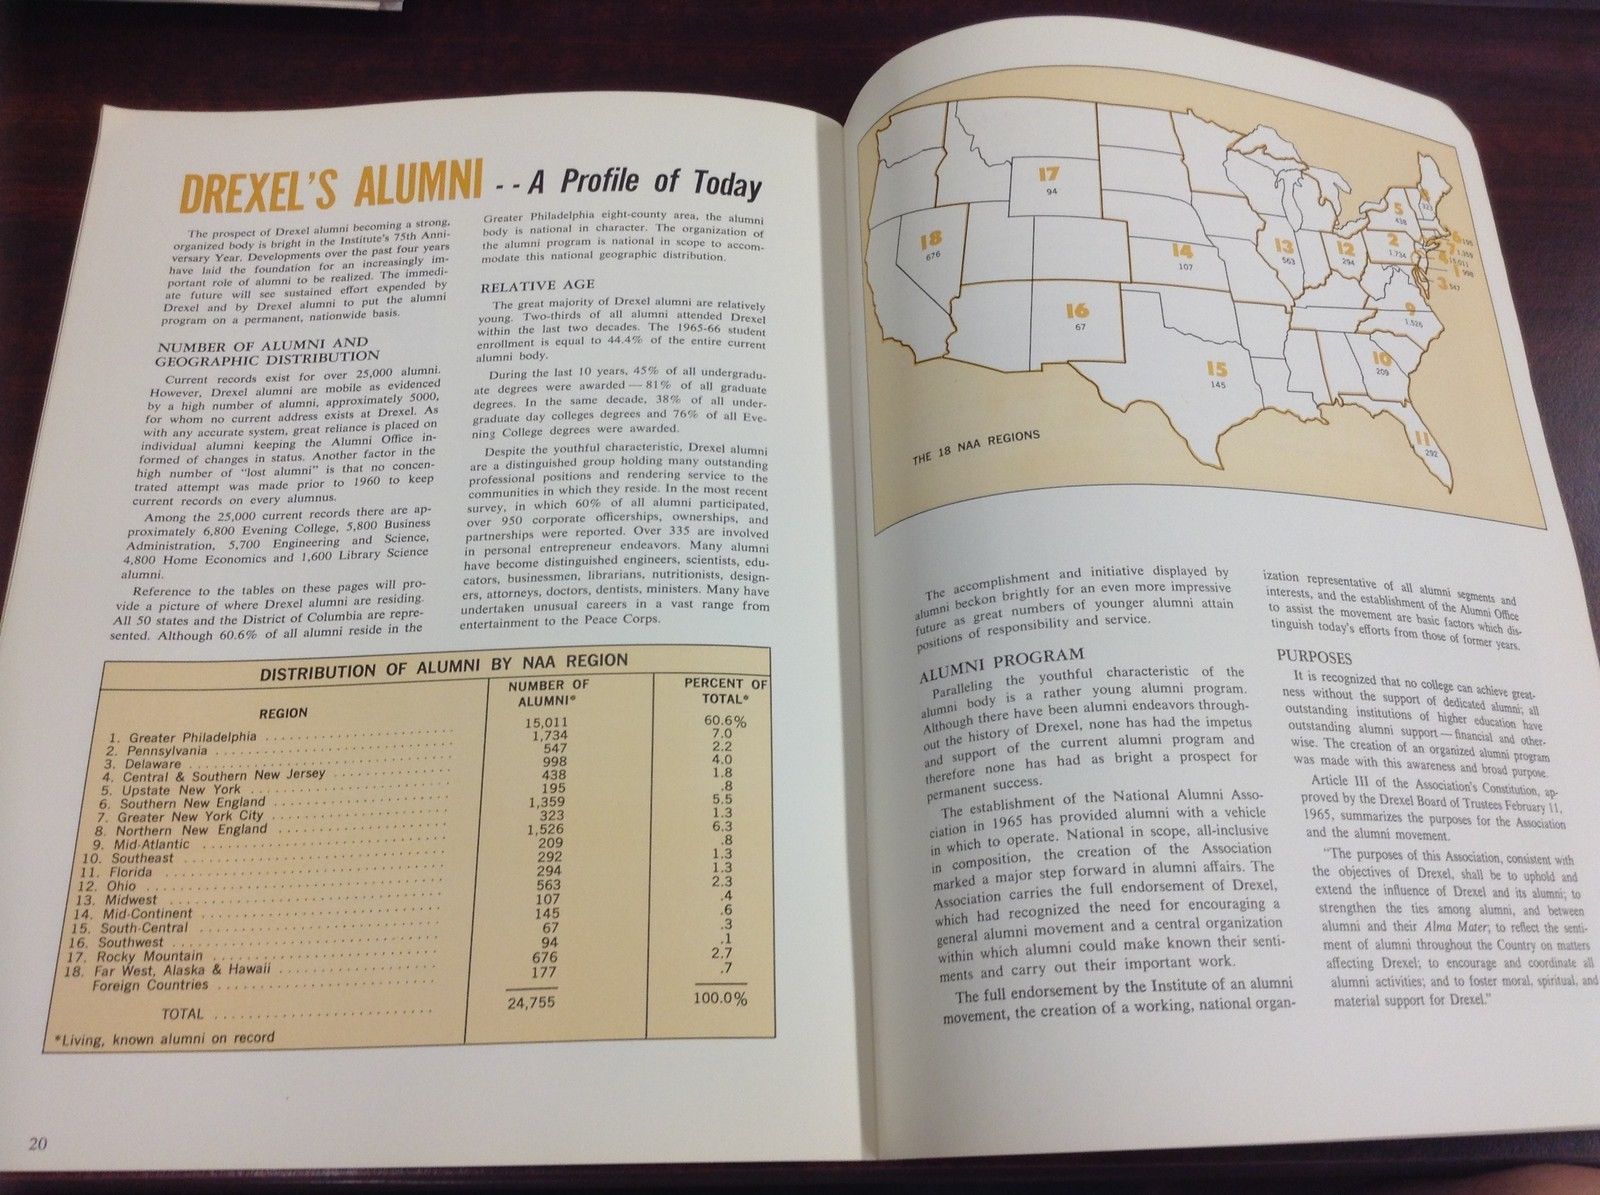 DREXEL'S ALUMNI -- A Profile of Today
The prospect of Drexel alumni becoming a strong,
organized body is bright in the Institute's 75th Anni-
versary Year. Developments over the past four years
have laid the foundation for an increasingly im-
portant role of alumni to be realized. The immedi-
ate future will see sustained effort expended by
Drexel and by Drexel alumni to put the alumni
program on a permanent, nationwide basis.
NUMBER OF ALUMNI AND
GEOGRAPHIC DISTRIBUTION
Current records exist for over 25,000 alumni.
However, Drexel alumni are mobile as evidenced
by a high number of alumni, approximately 5000,
for whom no current address exists at Drexel. As
with any accurate system, great reliance is placed on
individual alumni keeping the Alumni Office in-
formed of changes in status. Another factor in the
high number of "lost alumni" is that no concen-
trated attempt was made prior to 1960 to keep
current records on every alumnus.
Among the 25,000 current records there are ap-
proximately 6,800 Evening College, 5,800 Business
Administration, 5,700 Engineering and Science,
4,800 Home Economics and 1,600 Library Science
alumni.
Reference to the tables on these pages will pro-
vide a picture of where Drexel alumni are residing.
All 50 states and the District of Columbia are repre-
sented. Although 60.6% of all alumni reside in the
Greater Philadelphia eight-county area, the alumni
body is national in character. The organization of
the alumni program is national in scope to accom-
modate this national geographic distribution.
RELATIVE AGE
The great majority of Drexel alumni are relatively
young. Two-thirds of all alumni attended Drexel
within the last two decades. The 1965-66 student
enrollment is equal to 44.4% of the entire current
alumni body.
During the last 10 years, 45% of all undergradu-
ate degrees were awarded — 81% of all graduate
degrees. In the same decade, 38% of all under-
graduate day colleges degrees and 76% of all Eve-
ning College degrees were awarded.
Despite the youthful characteristic, Drexel alumni
are a distinguished group holding many outstanding
professional positions and rendering service to the
communities in which they reside. In the most recent
survey, in which 60% of all alumni participated,
over 950 corporate officerships, ownerships, and
partnerships were reported. Over 335 are involved
in personal entrepreneur endeavors. Many alumni
have become distinguished engineers, scientists, edu-
cators, businessmen, librarians, nutritionists, design-
ers, attorneys, doctors, dentists, ministers. Many have
undertaken unusual careers in a vast range from
entertainment to the Peace Corps.
DISTRIBUTION OF ALUMNI BY NAA REGION
REGION NUMBER OF ALUMNI* PERCENT OF TOTAL*
1. Greater Philadelphia 15,011 60.6%
2. Pennsylvania 1,734 7.0
3. Delaware 547 2.2
4. Central & Southern New Jersey 998 4.0
5. Upstate New York 438 1.8
6. Southern New England 195 .8
7. Greater New York City 1,359 5.5
8. Northern New England 323 1.3
9. Mid-Atlantic 1,526 6.3
10. Southeast 209 .8
11. Florida 292 1.3
12. Ohio 294 1.3
13. Midwest 563 2.3
14. Mid-Continent 107 .4
15. South-Central 145 .6
16. Southwest 67 .3
17. Rocky Mountain 94 .1
18. Far West, Alaska & Hawaii 676 2.7
Foreign Countries 177 .7
TOTAL 24,755 100.0%
*Living, known alumni on record
20
17
94
18
676
14
107
16
67
15
145
13
563
12
294
5
438
2
1,734
323
6 195
7 1,359
4 15,011
1 998
3 547
9
1,526
10
209
11
292
THE 18 NAA REGIONS
The accomplishment and initiative displayed by
alumni beckon brightly for an even more impressive
future as great numbers of younger alumni attain
positions of responsibility and service.
ALUMNI PROGRAM
Paralleling the youthful characteristic of the
alumni body is a rather young alumni program.
Although there have been alumni endeavors through-
out the history of Drexel, none has had the impetus
and support of the current alumni program and
therefore none has had as bright a prospect for
permanent success.
The establishment of the National Alumni Asso-
ciation in 1965 has provided alumni with a vehicle
in which to operate. National in scope, all-inclusive
in composition, the creation of the Association
marked a major step forward in alumni affairs. The
Association carries the full endorsement of Drexel,
which had recognized the need for encouraging a
general alumni movement and a central organization
within which alumni could make known their senti-
ments and carry out their important work.
The full endorsement by the Institute of an alumni
movement, the creation of a working, national organ-
ization representative of all alumni segments and
interests, and the establishment of the Alumni Office
to assist the movement are basic factors which dis-
tinguish today's efforts from those of former years.
PURPOSES
It is recognized that no college can achieve great-
ness without the support of dedicated alumni; all
outstanding institutions of higher education have
outstanding alumni support — financial and other-
wise. The creation of an organized alumni program
was made with this awareness and broad purpose.
Article III of the Association's Constitution, ap-
proved by the Drexel Board of Trustees February 11,
1965, summarizes the purposes for the Association
and the alumni movement.
"The purposes of this Association, consistent with
the objectives of Drexel, shall be to uphold and
extend the influence of Drexel and its alumni; to
strengthen the ties among alumni, and between
alumni and their Alma Mater; to reflect the senti-
ment of alumni throughout the Country on matters
affecting Drexel; to encourage and coordinate all
alumni activities; and to foster moral, spiritual, and
material support for Drexel."